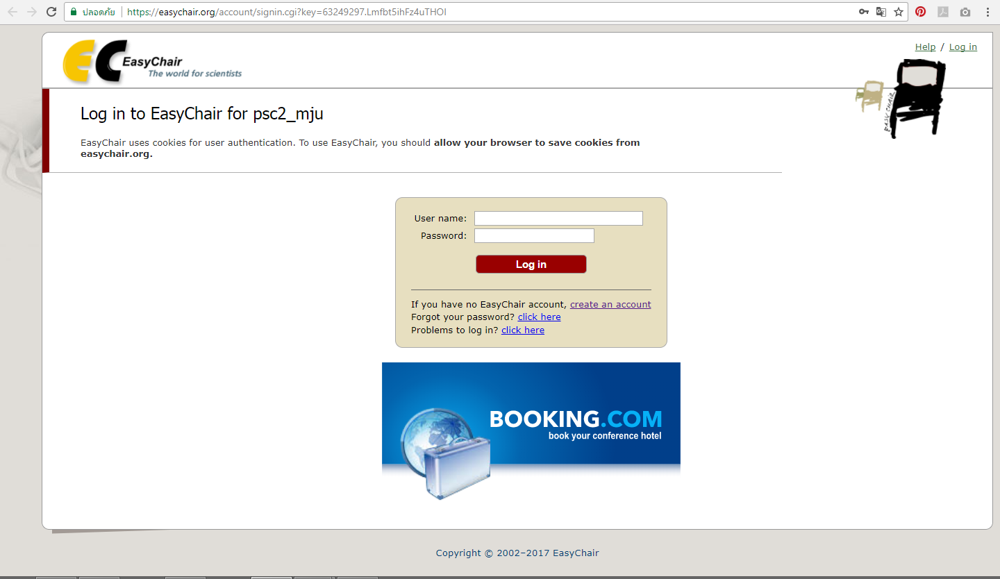 ปลอดภัย https://easychair.org/account/signin.cgi?key=63249297.Lmfbt5ihFz4uTHOI
EC EasyChair
The world for scientists
Help / Log in
EASY CHAIR
Log in to EasyChair for psc2_mju
EasyChair uses cookies for user authentication. To use EasyChair, you should allow your browser to save cookies from
easychair.org.
User name:
Password:
Log in
If you have no EasyChair account, create an account
Forgot your password? click here
Problems to log in? click here
BOOKING.COM
book your conference hotel
Copyright © 2002–2017 EasyChair